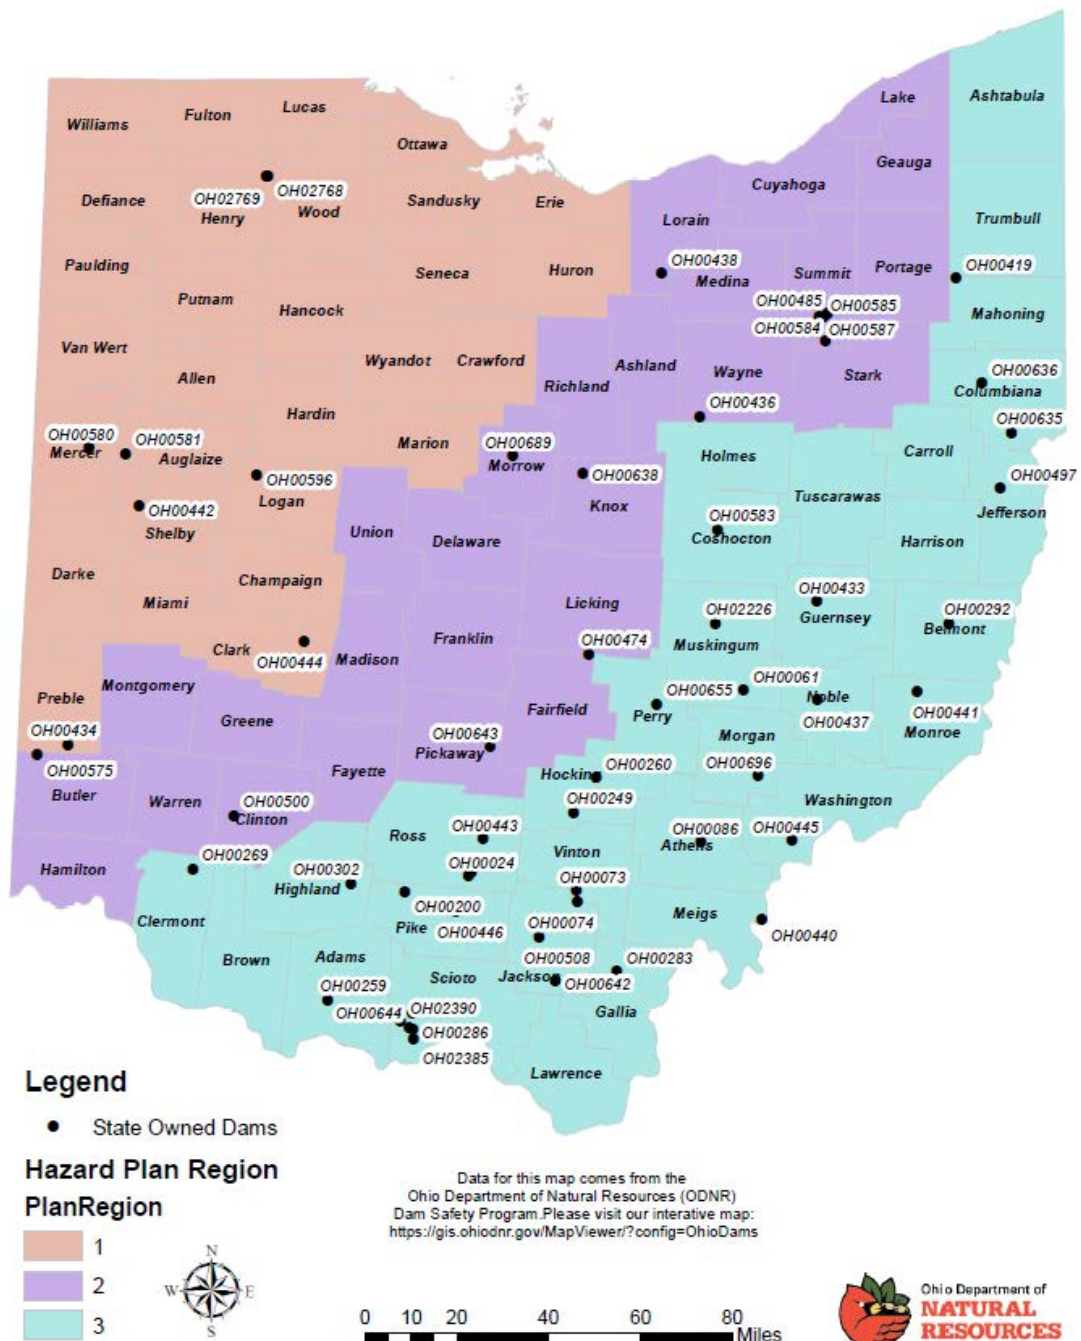 Lake
Ashtabula
Lucas
Fulton
Williams
Ottawa
Geauga
Cuyahoga
OH02768
OH02769
Defiance
Henry
Wood
Sandusky
Erie
Lorain
Trumbull
Paulding
Seneca
Huron
OH00438
Medina
Summit
Portage
OH00419
Putnam
Hancock
OH00485
OH00585
Mahoning
OH00584
OH00587
Van Wert
Wyandot
Crawford
Ashland
Wayne
Stark
OH00636
Columbiana
Allen
Richland
OH00436
Hardin
OH00635
OH00580
Mercer
OH00581
Auglaize
Marion
OH00689
Morrow
Holmes
Carroll
OH00596
Logan
OH00638
Knox
OH00497
Jefferson
Tuscarawas
OH00442
Shelby
Union
Delaware
OH00583
Coshocton
Harrison
Darke
Champaign
Miami
Licking
OH00433
Guernsey
OH02226
Muskingum
OH00292
Belmont
Franklin
OH00474
Clark
OH00444
Madison
Montgomery
Preble
Greene
Fairfield
OH00655
Perry
OH00061
Noble
OH00437
OH00441
Monroe
OH00434
OH00643
Pickaway
Morgan
OH00575
Butler
Fayette
Hocking
OH00260
OH00696
Warren
OH00500
Clinton
OH00249
Washington
Ross
OH00443
OH00086
Athens
OH00445
Hamilton
OH00269
OH00302
Highland
OH00024
Vinton
OH00073
OH00200
Pike
OH00446
Clermont
OH00074
Meigs
OH00440
Brown
Adams
Scioto
OH00508
Jackson
OH00283
OH00642
OH00259
OH00644
OH02390
Gallia
OH00286
OH02385
Lawrence
Legend
State Owned Dams
Hazard Plan Region
PlanRegion
1
2
3
N
W E
S
Data for this map comes from the
Ohio Department of Natural Resources (ODNR)
Dam Safety Program.Please visit our interative map:
https://gis.ohiodnr.gov/MapViewer/?config=OhioDams
0 10 20 40 60 80
Miles
Ohio Department of
NATURAL
RESOURCES